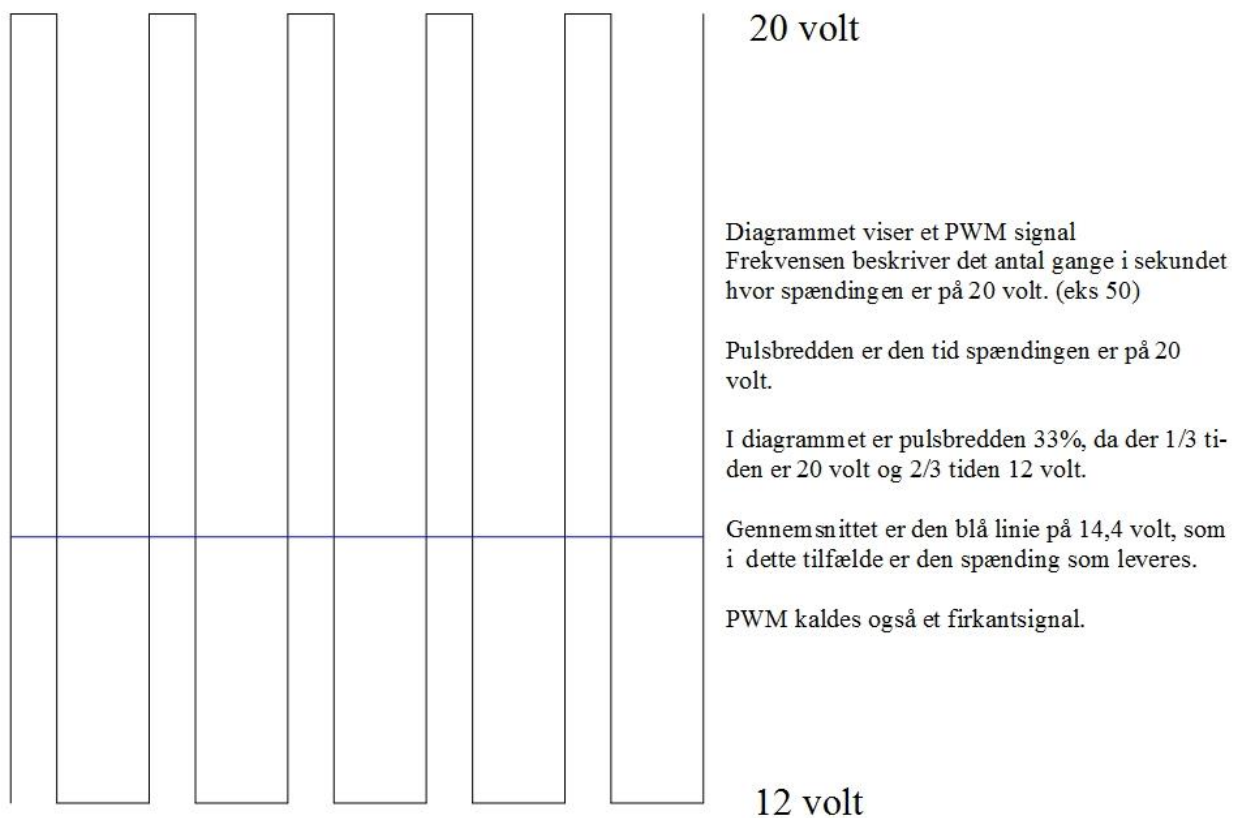 20 volt
Diagrammet viser et PWM signal
Frekvensen beskriver det antal gange i sekundet
hvor spændingen er på 20 volt. (eks 50)
Pulsbredden er den tid spændingen er på 20
volt.
I diagrammet er pulsbredden 33%, da der 1/3 ti-
den er 20 volt og 2/3 tiden 12 volt.
Gennemsnittet er den blå linie på 14,4 volt, som
i dette tilfælde er den spænding som leveres.
PWM kaldes også et firkantsignal.
12 volt